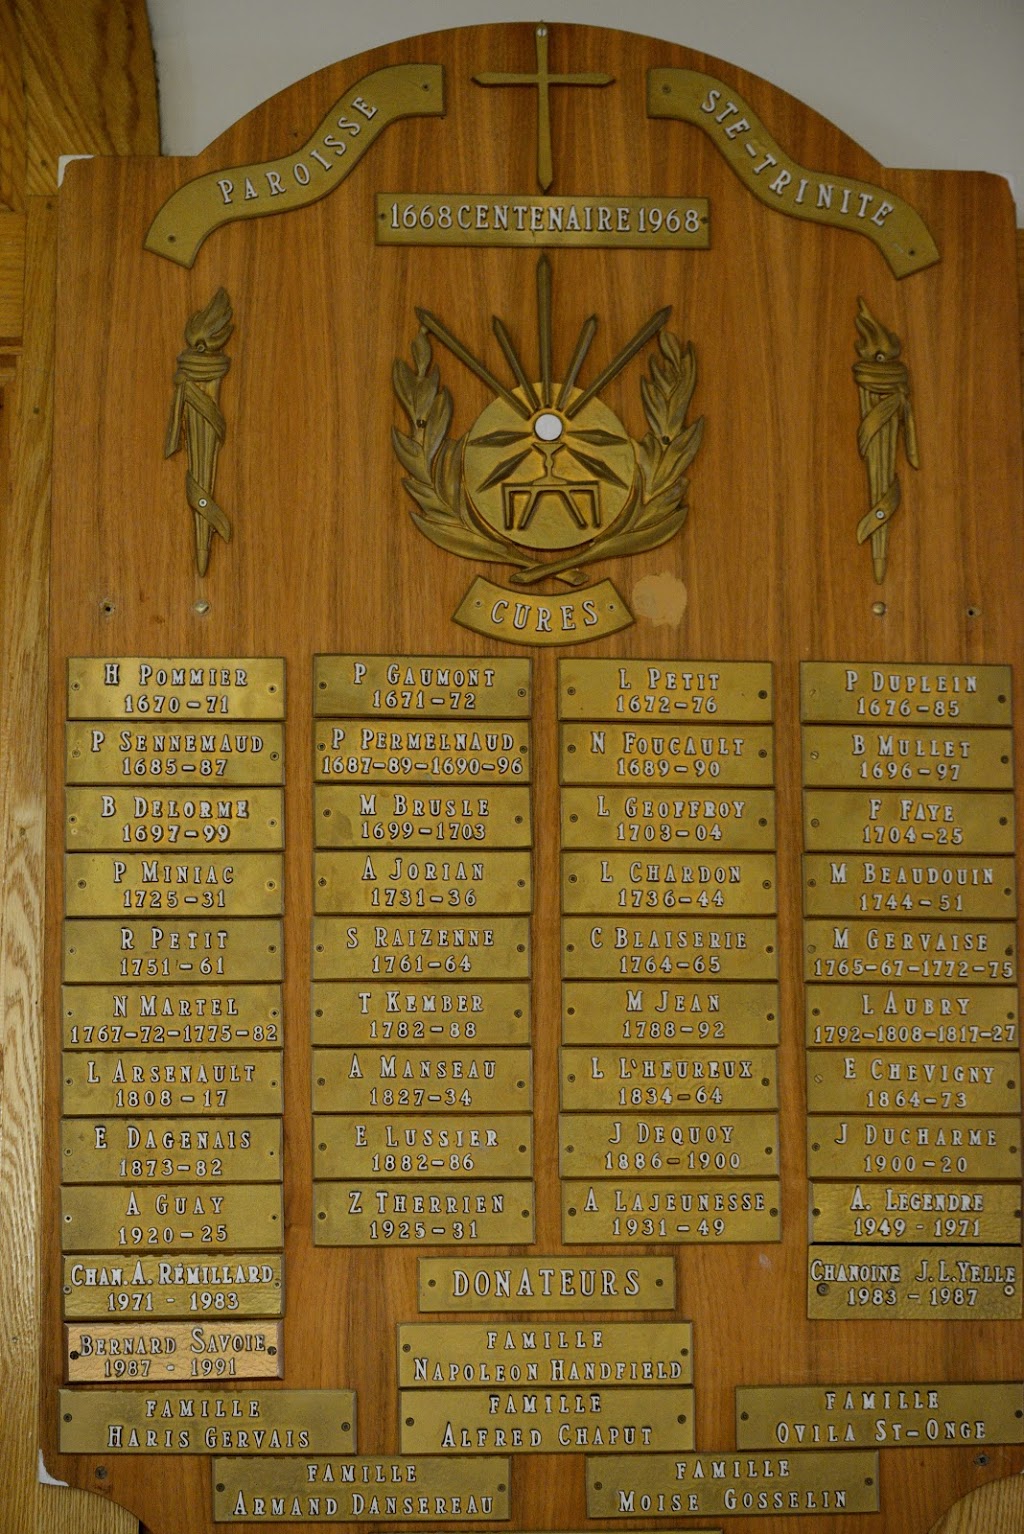 PAROISSE
STE-TRINITE
1668 CENTENAIRE 1968
CURES
H POMMIER
1670-71
P GAUMONT
1671-72
L PETIT
1672-76
P DUPLEIN
1676-85
P SENNEMAUD
1685-87
P PERMELNAUD
1687-89-1690-96
N FOUCAULT
1689-90
B MULLET
1696-97
B DELORME
1697-99
M BRUSLE
1699-1703
L GEOFFROY
1703-04
F FAYE
1704-25
P MINIAC
1725-31
A JORIAN
1731-36
L CHARDON
1736-44
M BEAUDOUIN
1744-51
R PETIT
1751-61
S RAIZENNE
1761-64
C BLAISERIE
1764-65
M GERVAISE
1765-67-1772-75
N MARTEL
1767-72-1775-82
T KEMBER
1782-88
M JEAN
1788-92
L AUBRY
1792-1808-1817-27
L ARSENAULT
1808-17
A MANSEAU
1827-34
L L'HEUREUX
1834-64
E CHEVIGNY
1864-73
E DAGENAIS
1873-82
E LUSSIER
1882-86
J DEQUOY
1886-1900
J DUCHARME
1900-20
A GUAY
1920-25
Z THERRIEN
1925-31
A LAJEUNESSE
1931-49
A. LEGENDRE
1949 - 1971
CHAN. A. RÉMILLARD
1971 - 1983
CHANOINE J.L. YELLE
1983 - 1987
BERNARD SAVOIE
1987 - 1991
DONATEURS
FAMILLE
NAPOLEON HANDFIELD
FAMILLE
HARIS GERVAIS
FAMILLE
ALFRED CHAPUT
FAMILLE
OVILA ST-ONGE
FAMILLE
ARMAND DANSEREAU
FAMILLE
MOISE GOSSELIN